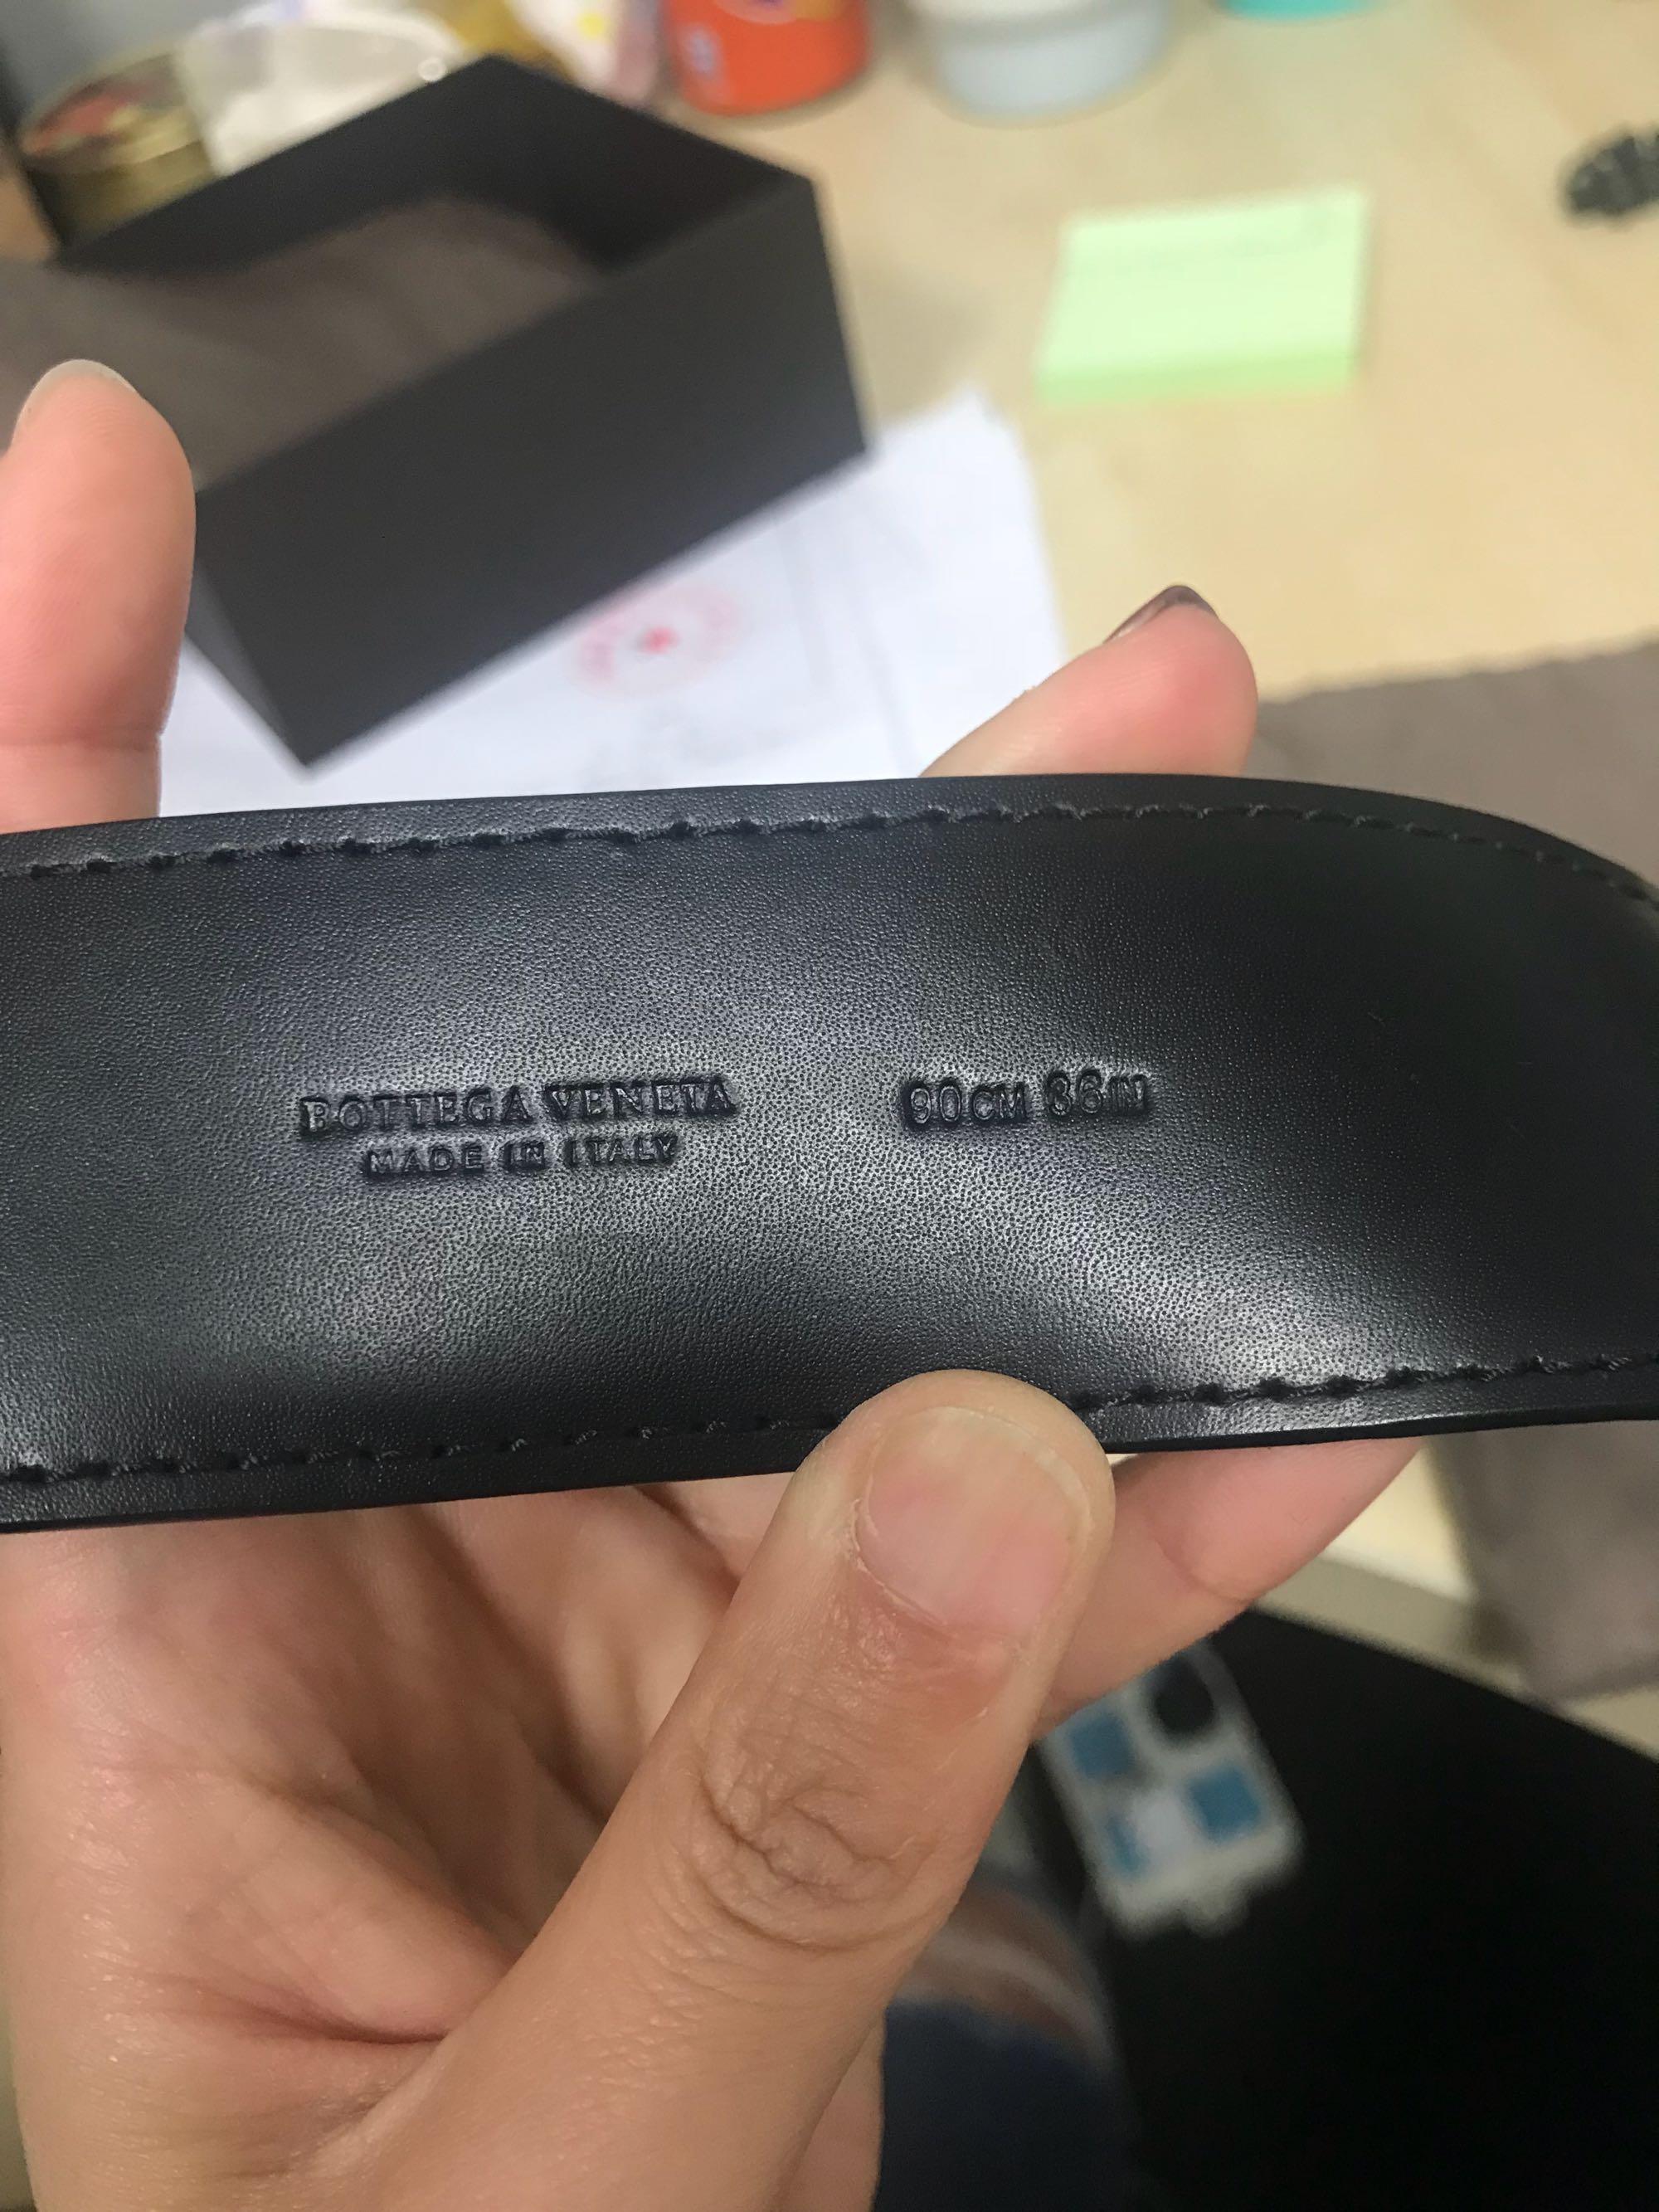 BOTTEGA VENETA
MADE IN ITALY
90CM 36IN